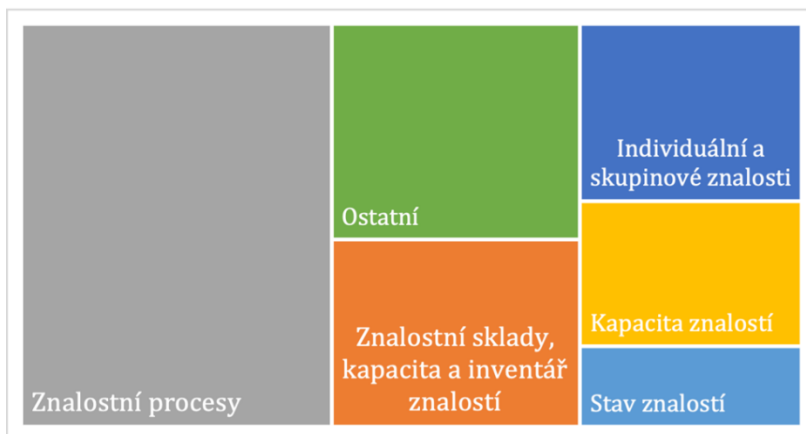 Znalostní procesy
Ostatní
Znalostní sklady,
kapacita a inventář
znalostí
Individuální a
skupinové znalosti
Kapacita znalostí
Stav znalostí